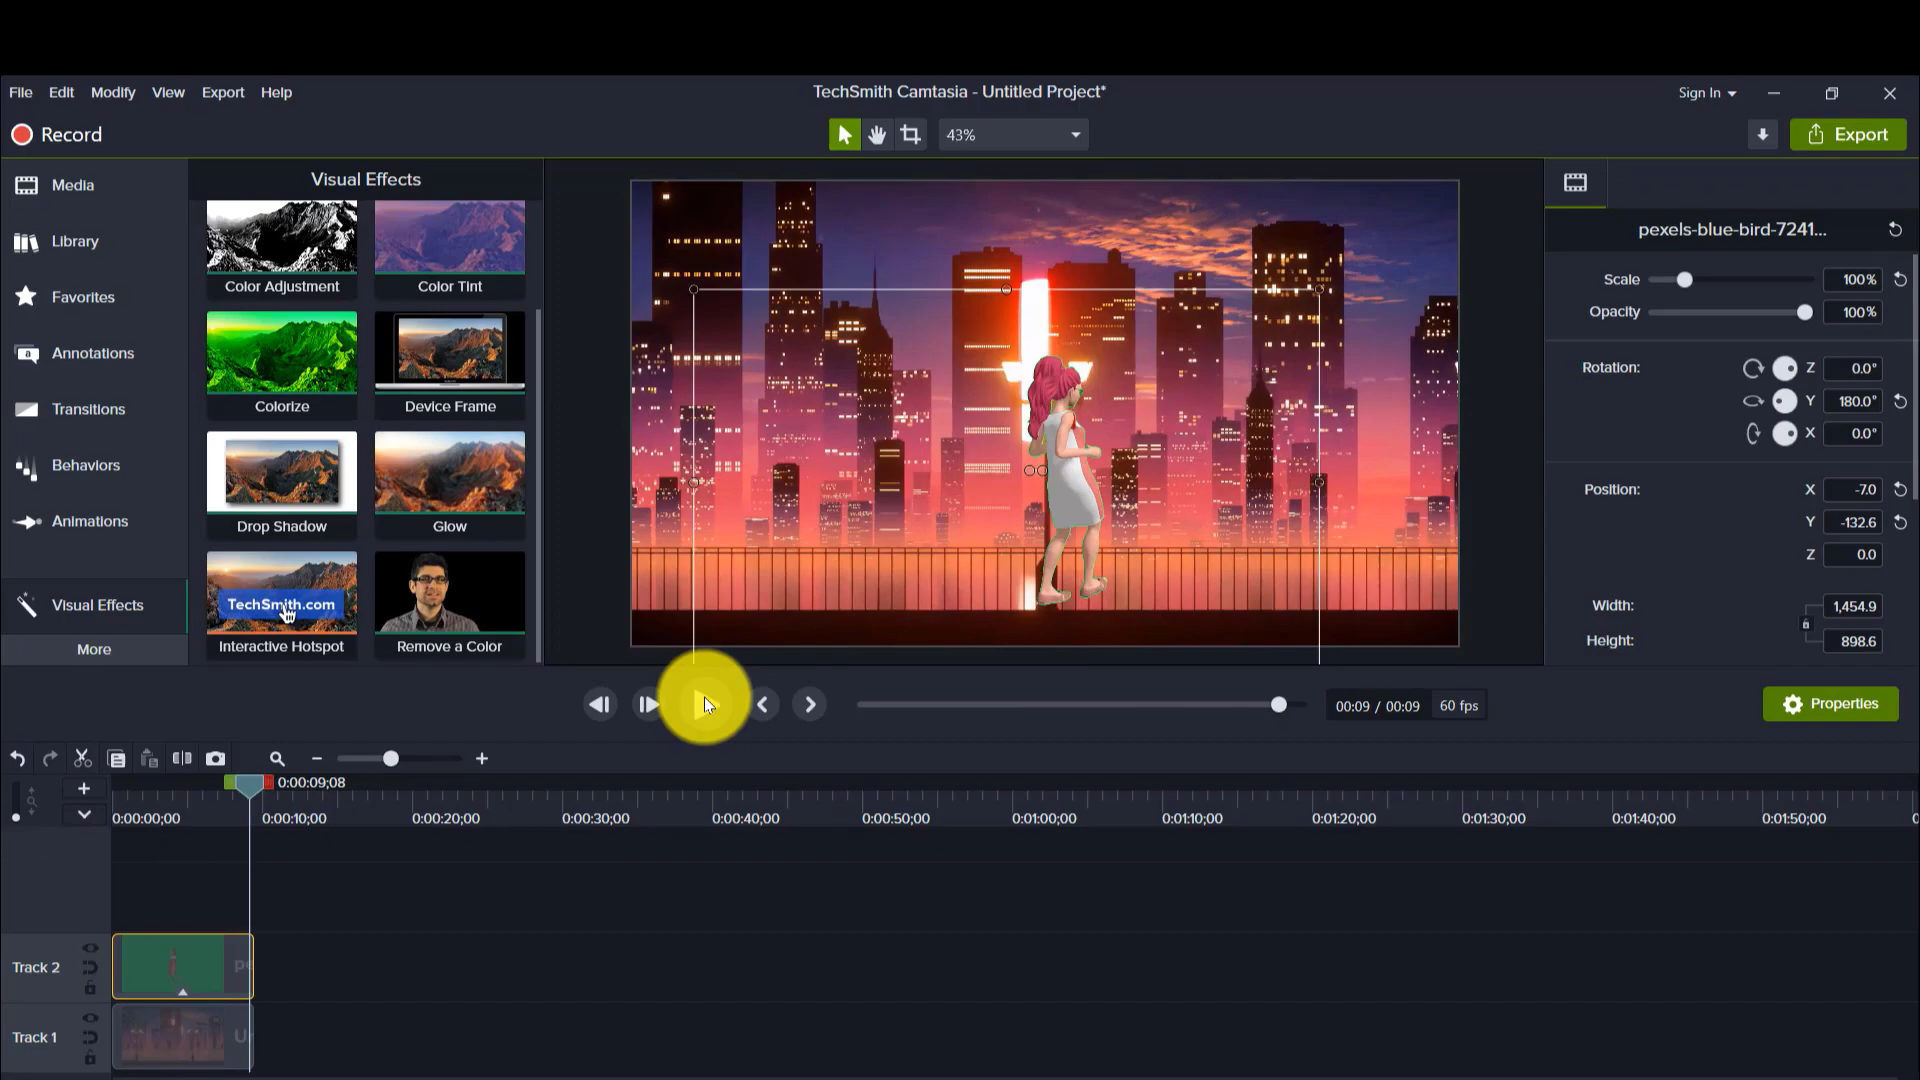 File Edit Modify View Export Help
TechSmith Camtasia - Untitled Project*
Sign In
Record
43%
Export
Media
Library
Favorites
Annotations
Transitions
Behaviors
Animations
Visual Effects
More
Visual Effects
Color Adjustment
Color Tint
Colorize
Device Frame
Drop Shadow
Glow
TechSmith.com
Interactive Hotspot
Remove a Color
pexels-blue-bird-7241...
Scale 100%
Opacity 100%
Rotation: Z 0.0°
Y 180.0°
X 0.0°
Position: X -7.0
Y -132.6
Z 0.0
Width: 1,454.9
Height: 898.6
00:09 / 00:09 60 fps
Properties
0:00:09;08
0:00:00;00 0:00:10;00 0:00:20;00 0:00:30;00 0:00:40;00 0:00:50;00 0:01:00;00 0:01:10;00 0:01:20;00 0:01:30;00 0:01:40;00 0:01:50;00
Track 2
Track 1